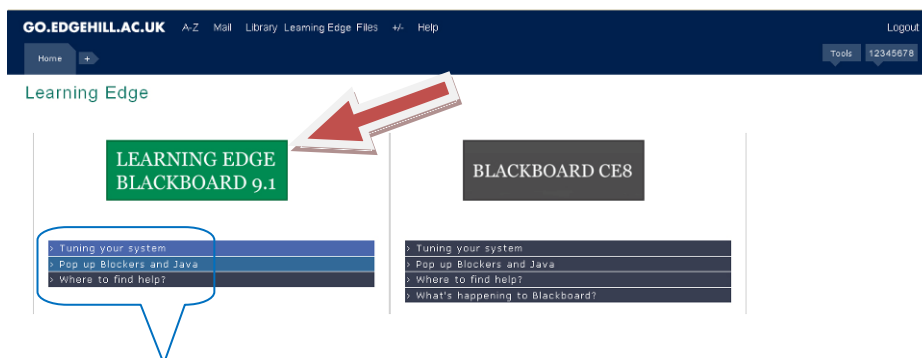 GO.EDGEHILL.AC.UK A-Z Mail Library Learning Edge Files +/- Help Logout
Home + Tools 12345678
Learning Edge
LEARNING EDGE
BLACKBOARD 9.1
> Tuning your system
> Pop up Blockers and Java
> Where to find help?
BLACKBOARD CE8
> Tuning your system
> Pop up Blockers and Java
> Where to find help?
> What's happening to Blackboard?